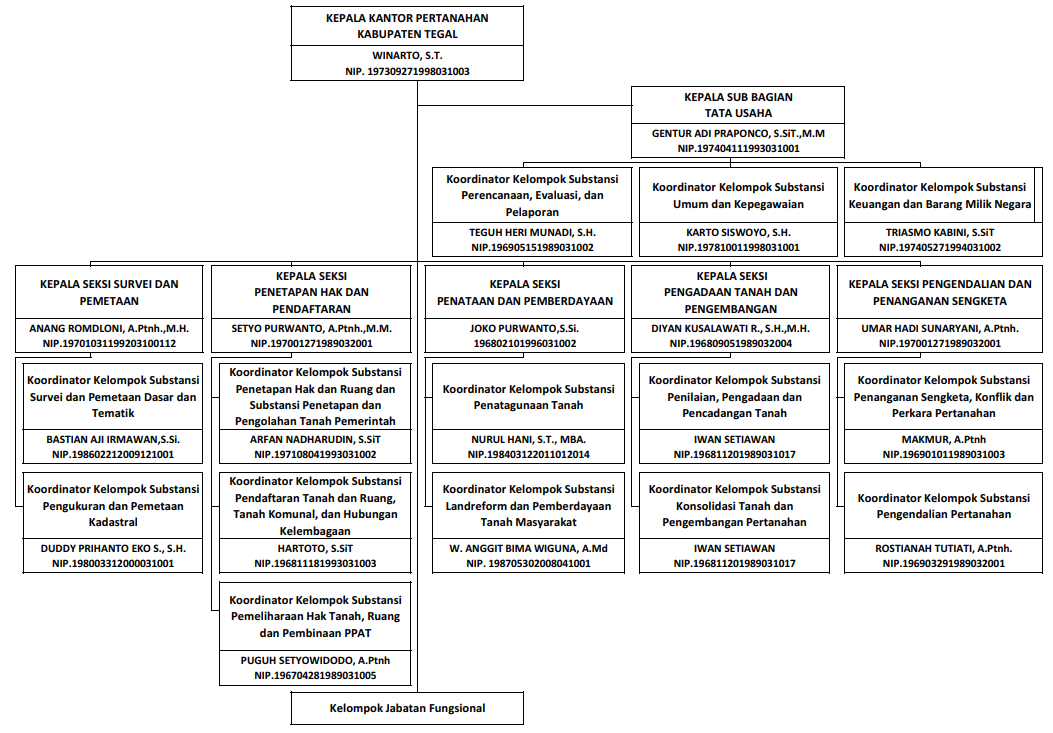 KEPALA KANTOR PERTANAHAN
KABUPATEN TEGAL
WINARTO, S.T.
NIP. 197309271998031003
KEPALA SUB BAGIAN
TATA USAHA
GENTUR ADI PRAPONCO, S.SiT.,M.M
NIP.197404111993031001
Koordinator Kelompok Substansi
Perencanaan, Evaluasi, dan
Pelaporan
TEGUH HERI MUNADI, S.H.
NIP.196905151989031002
Koordinator Kelompok Substansi
Umum dan Kepegawaian
KARTO SISWOYO, S.H.
NIP.197810011998031001
Koordinator Kelompok Substansi
Keuangan dan Barang Milik Negara
TRIASMO KABINI, S.SiT
NIP.197405271994031002
KEPALA SEKSI SURVEI DAN
PEMETAAN
ANANG ROMDLONI, A.Ptnh.,M.H.
NIP.19701031199203100112
KEPALA SEKSI
PENETAPAN HAK DAN
PENDAFTARAN
SETYO PURWANTO, A.Ptnh.,M.M.
NIP.197001271989032001
KEPALA SEKSI
PENATAAN DAN PEMBERDAYAAN
JOKO PURWANTO,S.Si.
196802101996031002
KEPALA SEKSI
PENGADAAN TANAH DAN
PENGEMBANGAN
DIYAN KUSALAWATI R., S.H.,M.H.
NIP.196809051989032004
KEPALA SEKSI PENGENDALIAN DAN
PENANGANAN SENGKETA
UMAR HADI SUNARYANI, A.Ptnh.
NIP.197001271989032001
Koordinator Kelompok Substansi
Survei dan Pemetaan Dasar dan
Tematik
BASTIAN AJI IRMAWAN,S.Si.
NIP.198602212009121001
Koordinator Kelompok Substansi
Penetapan Hak dan Ruang dan
Substansi Penetapan dan
Pengolahan Tanah Pemerintah
ARFAN NADHARUDIN, S.SiT
NIP.197108041993031002
Koordinator Kelompok Substansi
Penatagunaan Tanah
NURUL HANI, S.T., MBA.
NIP.198403122011012014
Koordinator Kelompok Substansi
Penilaian, Pengadaan dan
Pencadangan Tanah
IWAN SETIAWAN
NIP.196811201989031017
Koordinator Kelompok Substansi
Penanganan Sengketa, Konflik dan
Perkara Pertanahan
MAKMUR, A.Ptnh
NIP.196901011989031003
Koordinator Kelompok Substansi
Pengukuran dan Pemetaan
Kadastral
DUDDY PRIHANTO EKO S., S.H.
NIP.198003312000031001
Koordinator Kelompok Substansi
Pendaftaran Tanah dan Ruang,
Tanah Komunal, dan Hubungan
Kelembagaan
HARTOTO, S.SiT
NIP.196811181993031003
Koordinator Kelompok Substansi
Landreform dan Pemberdayaan
Tanah Masyarakat
W. ANGGIT BIMA WIGUNA, A.Md
NIP. 198705302008041001
Koordinator Kelompok Substansi
Konsolidasi Tanah dan
Pengembangan Pertanahan
IWAN SETIAWAN
NIP.196811201989031017
Koordinator Kelompok Substansi
Pengendalian Pertanahan
ROSTIANAH TUTIATI, A.Ptnh.
NIP.196903291989032001
Koordinator Kelompok Substansi
Pemeliharaan Hak Tanah, Ruang
dan Pembinaan PPAT
PUGUH SETYOWIDODO, A.Ptnh
NIP.196704281989031005
Kelompok Jabatan Fungsional